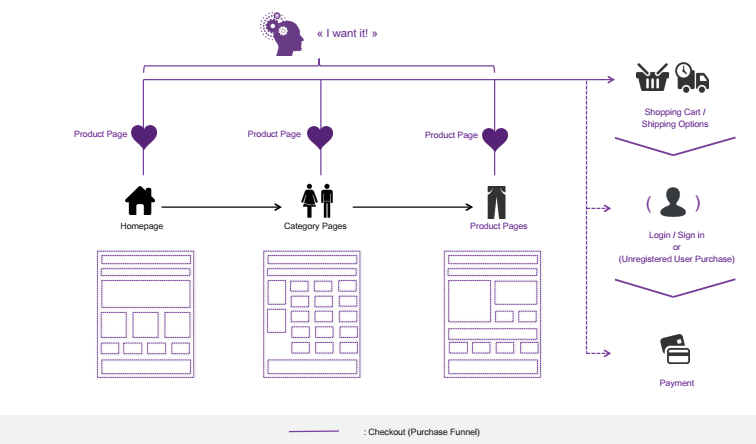 « I want it! »
Product Page
Product Page
Product Page
Homepage
Category Pages
Product Pages
Shopping Cart /
Shipping Options
( )
Login / Sign in
or
(Unregistered User Purchase)
Payment
: Checkout (Purchase Funnel)